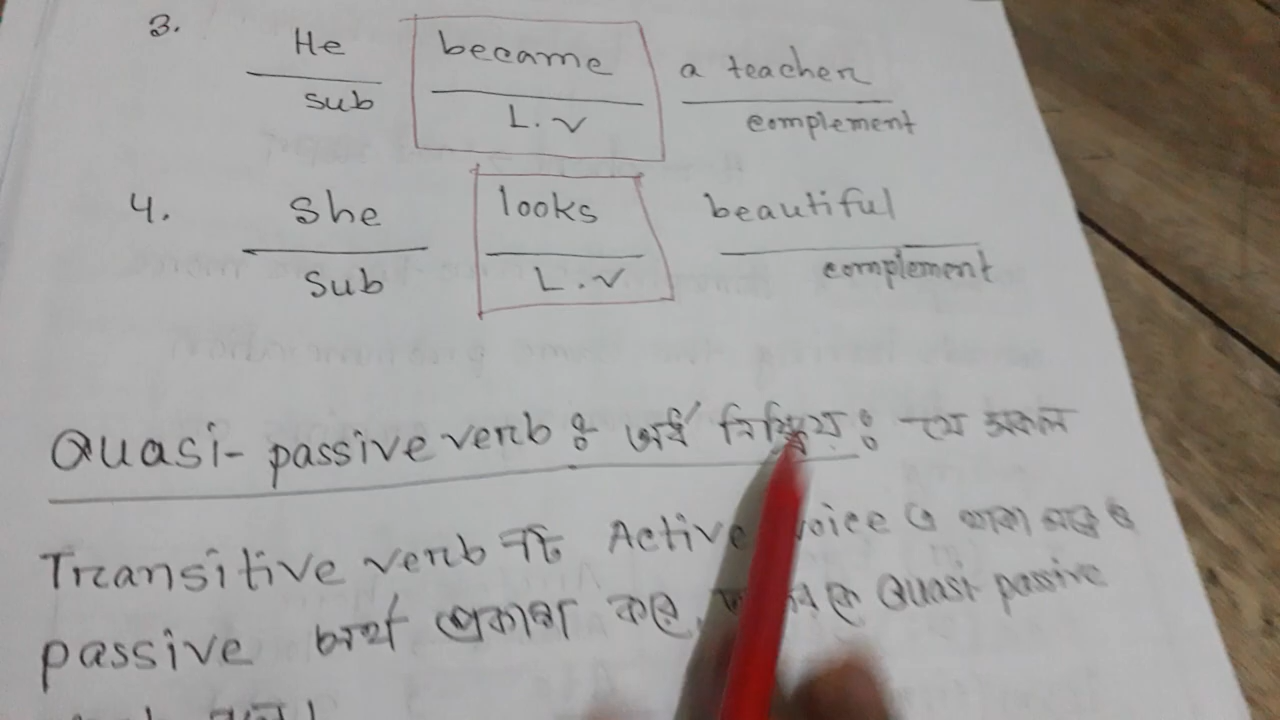 3. He became a teacher
sub L.v complement
4. She looks beautiful
Sub L.v complement
Quasi-passive verb ঃ অর্ধ নিষ্ক্রিয় ঃ যে সকল
Transitive verb টি Active voice এ থাকা সত্ত্বেও
passive অর্থ প্রকাশ করে, কে Quasi passive
বলে।